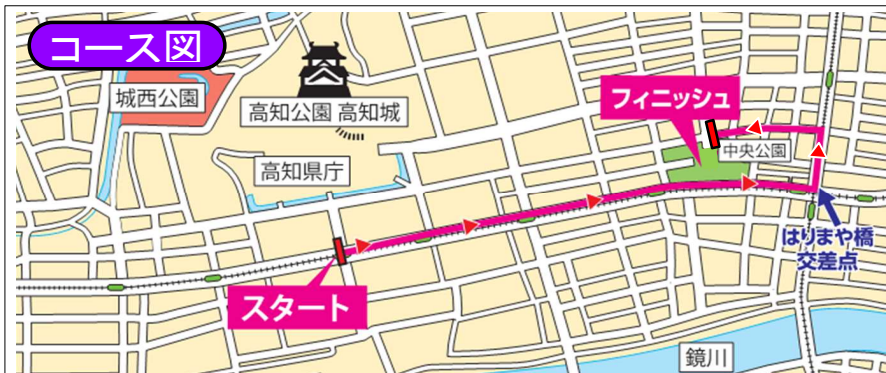 コース図
城西公園
高知公園 高知城
高知県庁
フィニッシュ
中央公園
はりまや橋
交差点
スタート
鏡川